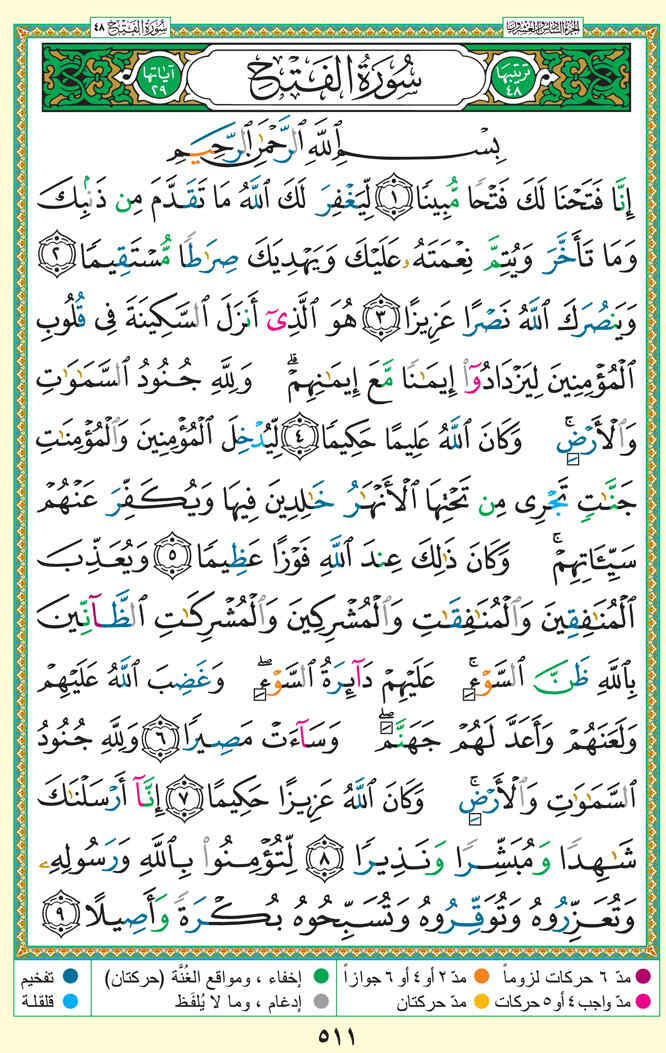 الجزء السادس والعشرون
سورة الفتح ٤٨
ترتيبها ٤٨
سُورَةُ الفَتْحِ
آياتها ٢٩
بِسْمِ ٱللَّهِ ٱلرَّحْمَٰنِ ٱلرَّحِيمِ
إِنَّا فَتَحْنَا لَكَ فَتْحًا مُّبِينًا ١ لِّيَغْفِرَ لَكَ ٱللَّهُ مَا تَقَدَّمَ مِن ذَنۢبِكَ
وَمَا تَأَخَّرَ وَيُتِمَّ نِعْمَتَهُۥ عَلَيْكَ وَيَهْدِيَكَ صِرَٰطًا مُّسْتَقِيمًا ٢
وَيَنصُرَكَ ٱللَّهُ نَصْرًا عَزِيزًا ٣ هُوَ ٱلَّذِىٓ أَنزَلَ ٱلسَّكِينَةَ فِى قُلُوبِ
ٱلْمُؤْمِنِينَ لِيَزْدَادُوٓا۟ إِيمَٰنًا مَّعَ إِيمَٰنِهِمْ ۗ وَلِلَّهِ جُنُودُ ٱلسَّمَٰوَٰتِ
وَٱلْأَرْضِ ۚ وَكَانَ ٱللَّهُ عَلِيمًا حَكِيمًا ٤ لِّيُدْخِلَ ٱلْمُؤْمِنِينَ وَٱلْمُؤْمِنَٰتِ
جَنَّٰتٍ تَجْرِى مِن تَحْتِهَا ٱلْأَنْهَٰرُ خَٰلِدِينَ فِيهَا وَيُكَفِّرَ عَنْهُمْ
سَيِّـَٔاتِهِمْ ۚ وَكَانَ ذَٰلِكَ عِندَ ٱللَّهِ فَوْزًا عَظِيمًا ٥ وَيُعَذِّبَ
ٱلْمُنَٰفِقِينَ وَٱلْمُنَٰفِقَٰتِ وَٱلْمُشْرِكِينَ وَٱلْمُشْرِكَٰتِ ٱلظَّآنِّينَ
بِٱللَّهِ ظَنَّ ٱلسَّوْءِ ۚ عَلَيْهِمْ دَآئِرَةُ ٱلسَّوْءِ ۖ وَغَضِبَ ٱللَّهُ عَلَيْهِمْ
وَلَعَنَهُمْ وَأَعَدَّ لَهُمْ جَهَنَّمَ ۖ وَسَآءَتْ مَصِيرًا ٦ وَلِلَّهِ جُنُودُ
ٱلسَّمَٰوَٰتِ وَٱلْأَرْضِ ۚ وَكَانَ ٱللَّهُ عَزِيزًا حَكِيمًا ٧ إِنَّآ أَرْسَلْنَٰكَ
شَٰهِدًا وَمُبَشِّرًا وَنَذِيرًا ٨ لِّتُؤْمِنُوا۟ بِٱللَّهِ وَرَسُولِهِۦ
وَتُعَزِّرُوهُ وَتُوَقِّرُوهُ وَتُسَبِّحُوهُ بُكْرَةً وَأَصِيلًا ٩
مدّ ٦ حركات لزوماً
مدّ ٢ أو ٤ أو ٦ جوازاً
إخفاء ، ومواقع الغُنَّة (حركتان)
تفخيم
مدّ واجب ٤ أو ٥ حركات
مدّ حركتان
إدغام ، وما لا يُلفَظ
قلقلة
٥١١